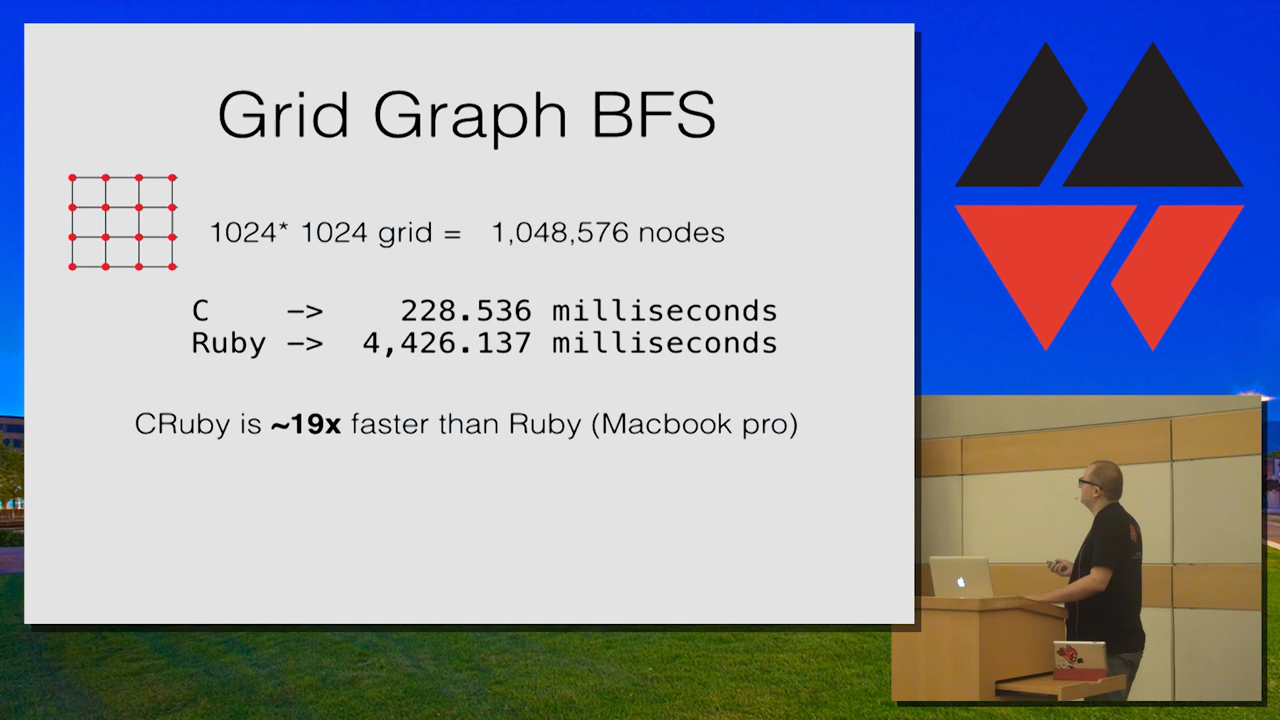 Grid Graph BFS
1024* 1024 grid = 1,048,576 nodes
C -> 228.536 milliseconds
Ruby -> 4,426.137 milliseconds
CRuby is ~19x faster than Ruby (Macbook pro)